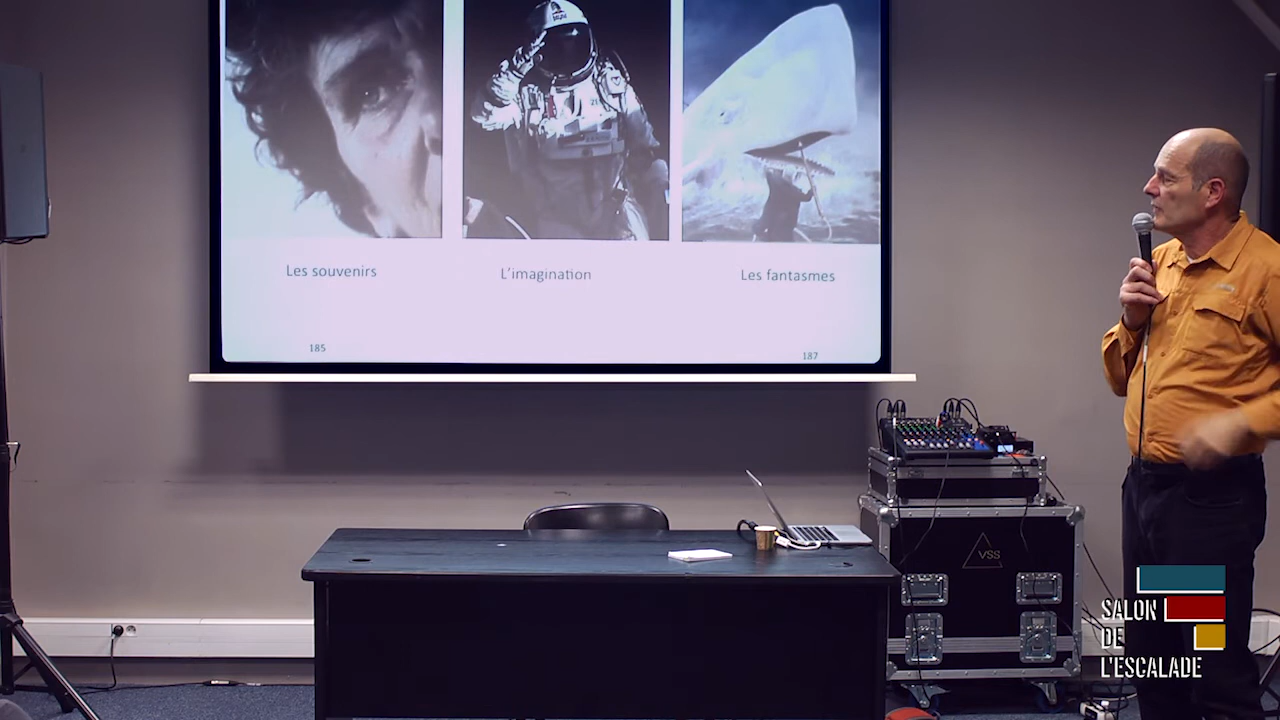 Les souvenirs
L'imagination
Les fantasmes
185
187
VSS
SALON
DE
L'ESCALADE